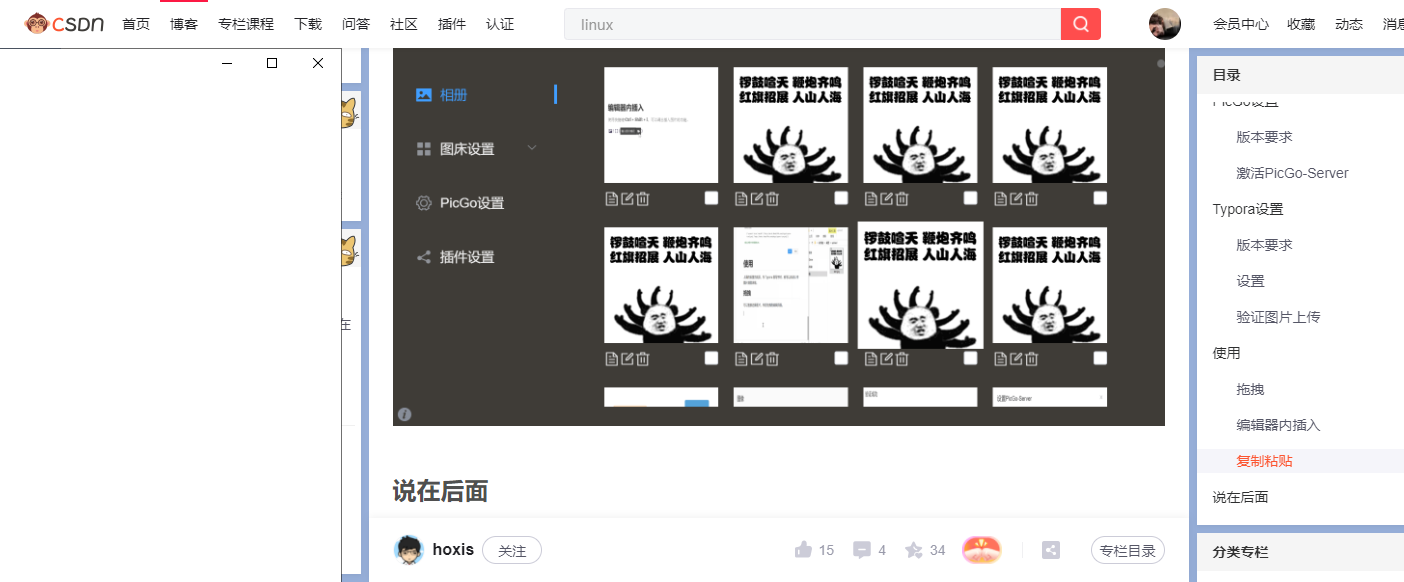 CSDN 首页 博客 专栏课程 下载 问答 社区 插件 认证 linux 会员中心 收藏 动态 消息
相册
图床设置
PicGo设置
插件设置
编辑器内插入
锣鼓喧天 鞭炮齐鸣
红旗招展 人山人海
锣鼓喧天 鞭炮齐鸣
红旗招展 人山人海
锣鼓喧天 鞭炮齐鸣
红旗招展 人山人海
锣鼓喧天 鞭炮齐鸣
红旗招展 人山人海
使用
锣鼓喧天 鞭炮齐鸣
红旗招展 人山人海
锣鼓喧天 鞭炮齐鸣
红旗招展 人山人海
设置PicGo-Server
在
说在后面
hoxis 关注 15 4 34 专栏目录
目录
PicGo设置
版本要求
激活PicGo-Server
Typora设置
版本要求
设置
验证图片上传
使用
拖拽
编辑器内插入
复制粘贴
说在后面
分类专栏